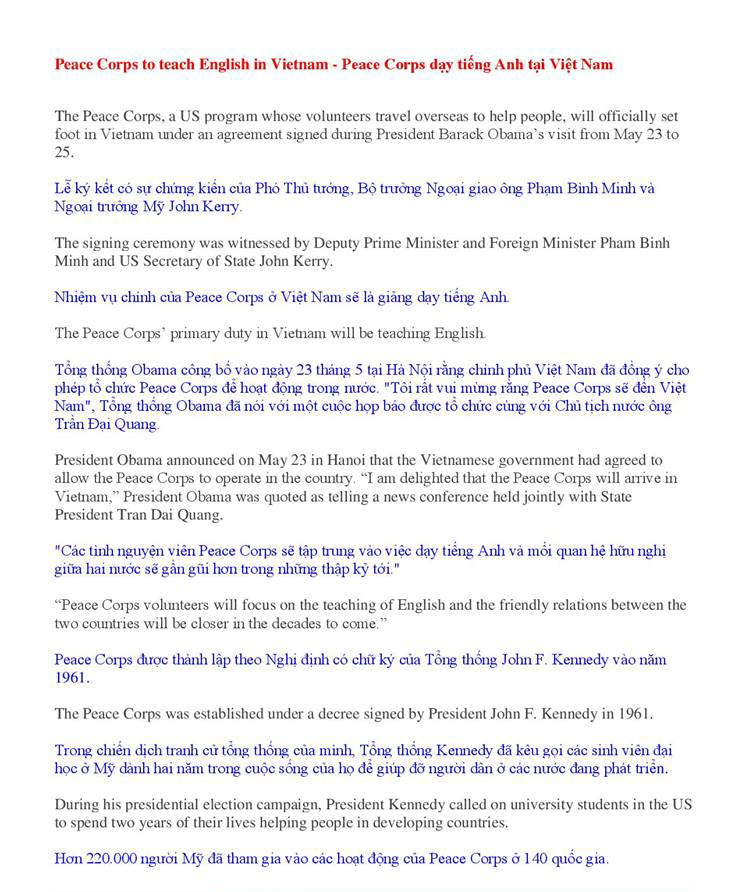 Peace Corps to teach English in Vietnam - Peace Corps dạy tiếng Anh tại Việt Nam
The Peace Corps, a US program whose volunteers travel overseas to help people, will officially set
foot in Vietnam under an agreement signed during President Barack Obama’s visit from May 23 to
25.
Lễ ký kết có sự chứng kiến của Phó Thủ tướng, Bộ trưởng Ngoại giao ông Phạm Bình Minh và
Ngoại trưởng Mỹ John Kerry.
The signing ceremony was witnessed by Deputy Prime Minister and Foreign Minister Pham Binh
Minh and US Secretary of State John Kerry.
Nhiệm vụ chính của Peace Corps ở Việt Nam sẽ là giảng dạy tiếng Anh.
The Peace Corps’ primary duty in Vietnam will be teaching English.
Tổng thống Obama công bố vào ngày 23 tháng 5 tại Hà Nội rằng chính phủ Việt Nam đã đồng ý cho
phép tổ chức Peace Corps để hoạt động trong nước. "Tôi rất vui mừng rằng Peace Corps sẽ đến Việt
Nam", Tổng thống Obama đã nói với một cuộc họp báo được tổ chức cùng với Chủ tịch nước ông
Trần Đại Quang.
President Obama announced on May 23 in Hanoi that the Vietnamese government had agreed to
allow the Peace Corps to operate in the country. “I am delighted that the Peace Corps will arrive in
Vietnam,” President Obama was quoted as telling a news conference held jointly with State
President Tran Dai Quang.
"Các tình nguyện viên Peace Corps sẽ tập trung vào việc dạy tiếng Anh và mối quan hệ hữu nghị
giữa hai nước sẽ gần gũi hơn trong những thập kỷ tới."
“Peace Corps volunteers will focus on the teaching of English and the friendly relations between the
two countries will be closer in the decades to come.”
Peace Corps được thành lập theo Nghị định có chữ ký của Tổng thống John F. Kennedy vào năm
1961.
The Peace Corps was established under a decree signed by President John F. Kennedy in 1961.
Trong chiến dịch tranh cử tổng thống của mình, Tổng thống Kennedy đã kêu gọi các sinh viên đại
học ở Mỹ dành hai năm trong cuộc sống của họ để giúp đỡ người dân ở các nước đang phát triển.
During his presidential election campaign, President Kennedy called on university students in the US
to spend two years of their lives helping people in developing countries.
Hơn 220.000 người Mỹ đã tham gia vào các hoạt động của Peace Corps ở 140 quốc gia.